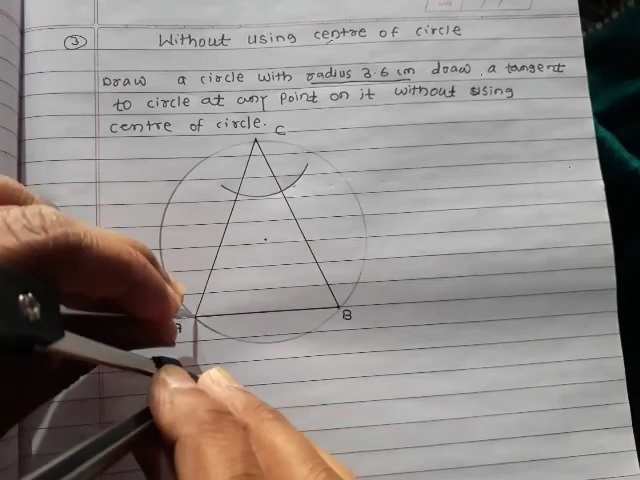 3 Without using centre of circle
Draw a circle with radius 3.6 cm draw a tangent
to circle at any point on it without using
centre of circle.
C
A B